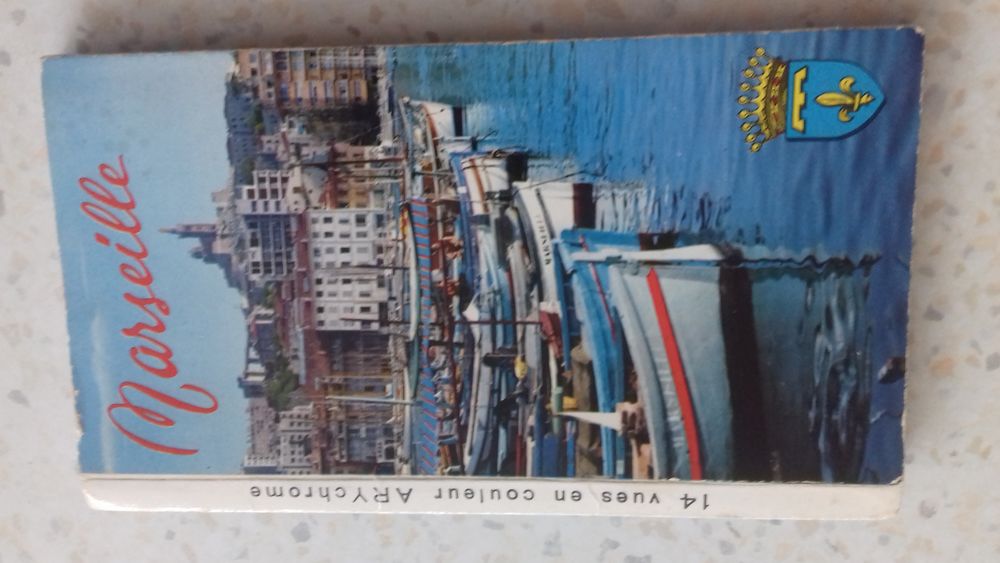 Marseille
14 vues en couleur ARYchrome